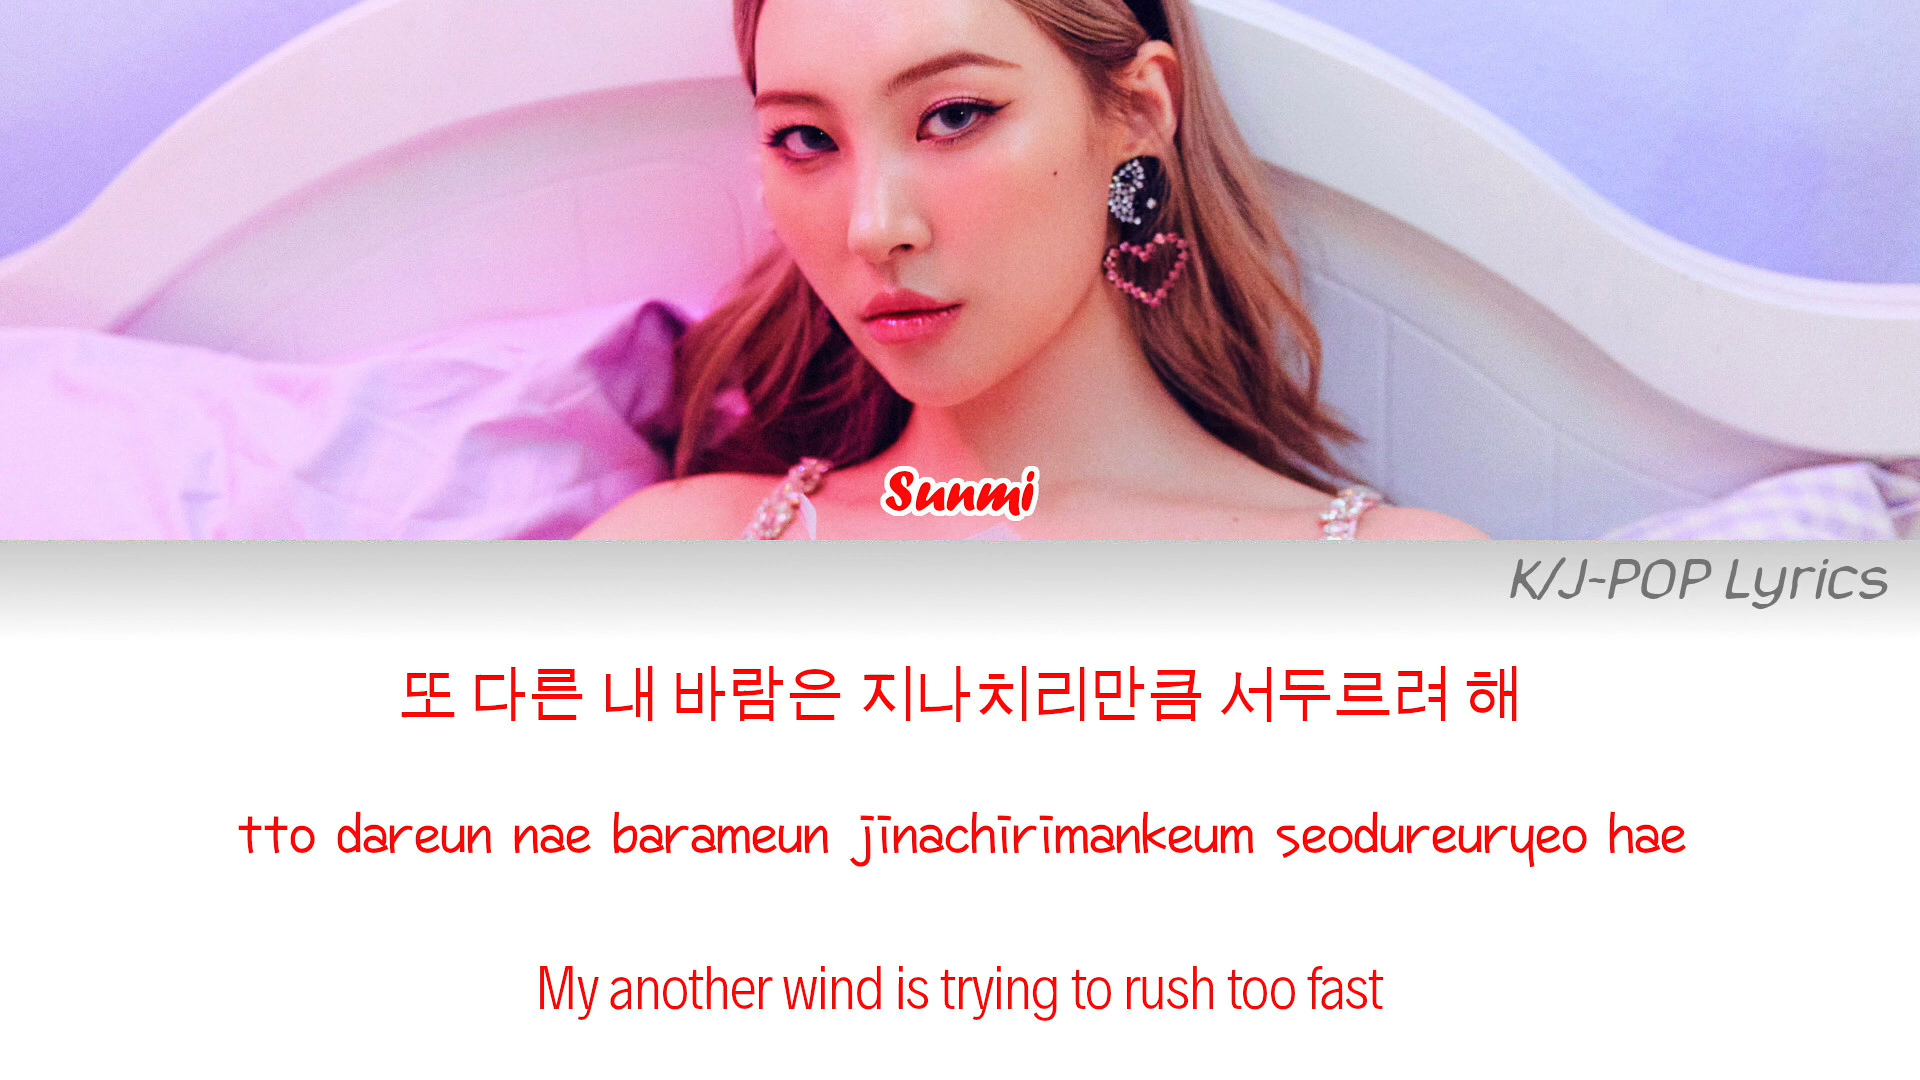 Sunmi
K/J-POP Lyrics
또 다른 내 바람은 지나치리만큼 서두르려 해
tto dareun nae barameun jinachirimankeum seodureuryeo hae
My another wind is trying to rush too fast